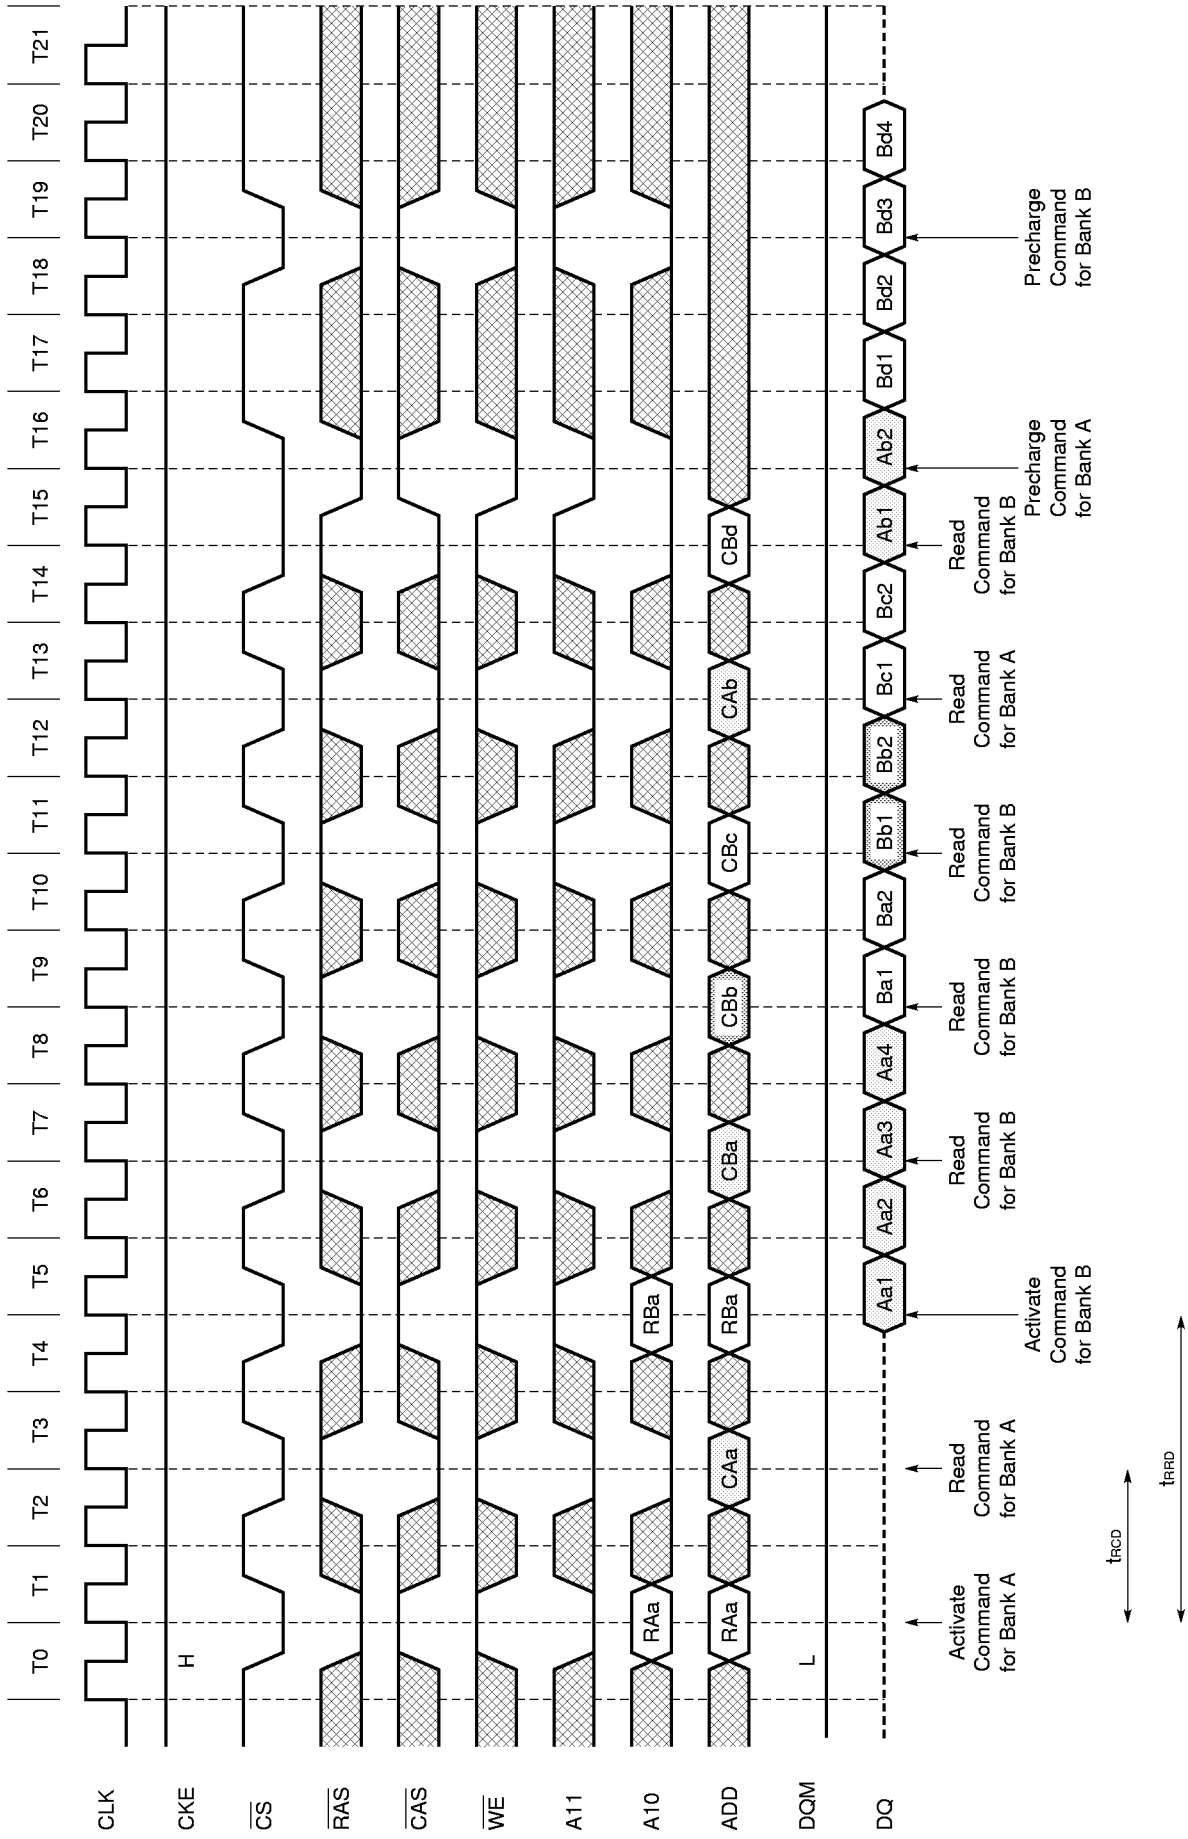 T0 T1 T2 T3 T4 T5 T6 T7 T8 T9 T10 T11 T12 T13 T14 T15 T16 T17 T18 T19 T20 T21
CLK
CKE H
CS
RAS
CAS
WE
A11
A10 RAa RBa
ADD RAa CAa RBa CBa CBb CBc CAb CBd
DQM L
DQ Aa1 Aa2 Aa3 Aa4 Ba1 Ba2 Bb1 Bb2 Bc1 Bc2 Ab1 Ab2 Bd1 Bd2 Bd3 Bd4
Activate
Command
for Bank A
Read
Command
for Bank A
Activate
Command
for Bank B
Read
Command
for Bank B
Read
Command
for Bank B
Read
Command
for Bank B
Read
Command
for Bank A
Read
Command
for Bank B
Precharge
Command
for Bank A
Precharge
Command
for Bank B
tRCD
tRRD